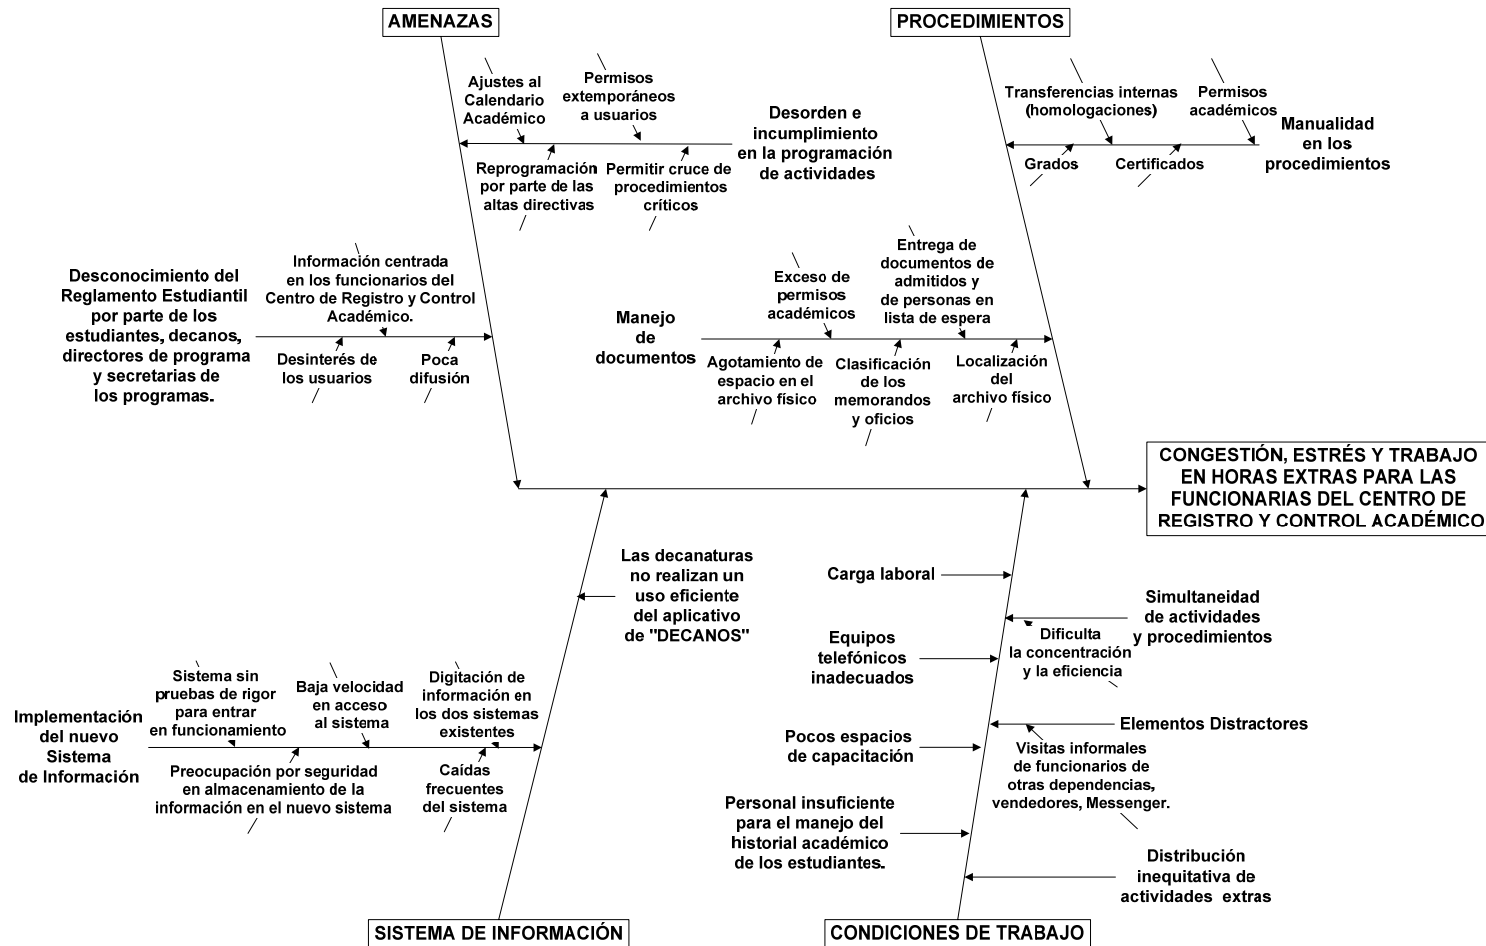 AMENAZAS
PROCEDIMIENTOS
Ajustes al
Calendario
Académico
Permisos
extemporáneos
a usuarios
Desorden e
incumplimiento
en la programación
de actividades
Reprogramación
por parte de las
altas directivas
Permitir cruce de
procedimientos
críticos
Transferencias internas
(homologaciones)
Permisos
académicos
Manualidad
en los
procedimientos
Grados
Certificados
Desconocimiento del
Reglamento Estudiantil
por parte de los
estudiantes, decanos,
directores de programa
y secretarias de
los programas.
Información centrada
en los funcionarios del
Centro de Registro y Control
Académico.
Desinterés de
los usuarios
Poca
difusión
Manejo
de
documentos
Exceso de
permisos
académicos
Entrega de
documentos de
admitidos y
de personas en
lista de espera
Agotamiento de
espacio en el
archivo físico
Clasificación
de los
memorandos
y oficios
Localización
del
archivo físico
CONGESTIÓN, ESTRÉS Y TRABAJO
EN HORAS EXTRAS PARA LAS
FUNCIONARIAS DEL CENTRO DE
REGISTRO Y CONTROL ACADÉMICO
Las decanaturas
no realizan un
uso eficiente
del aplicativo
de "DECANOS"
Implementación
del nuevo
Sistema
de Información
Sistema sin
pruebas de rigor
para entrar
en funcionamiento
Baja velocidad
en acceso
al sistema
Digitación de
información en
los dos sistemas
existentes
Preocupación por seguridad
en almacenamiento de la
información en el nuevo sistema
Caídas
frecuentes
del sistema
Carga laboral
Simultaneidad
de actividades
y procedimientos
Dificulta
la concentración
y la eficiencia
Equipos
telefónicos
inadecuados
Elementos Distractores
Visitas informales
de funcionarios de
otras dependencias,
vendedores, Messenger.
Pocos espacios
de capacitación
Personal insuficiente
para el manejo del
historial académico
de los estudiantes.
Distribución
inequitativa de
actividades extras
SISTEMA DE INFORMACIÓN
CONDICIONES DE TRABAJO